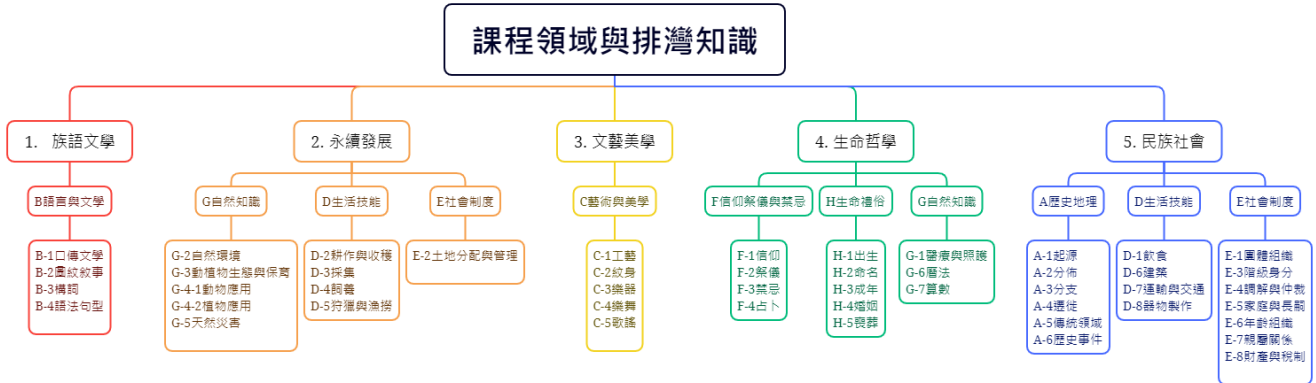 課程領域與排灣知識
1. 族語文學
2. 永續發展
3. 文藝美學
4. 生命哲學
5. 民族社會
B語言與文學
G自然知識
D生活技能
E社會制度
C藝術與美學
F信仰祭儀與禁忌
H生命禮俗
G自然知識
A歷史地理
D生活技能
E社會制度
B-1口傳文學
B-2圖紋敘事
B-3構詞
B-4語法句型
G-2自然環境
G-3動植物生態與保育
G-4-1動物應用
G-4-2植物應用
G-5天然災害
D-2耕作與收穫
D-3採集
D-4飼養
D-5狩獵與漁撈
E-2土地分配與管理
C-1工藝
C-2紋身
C-3樂器
C-4樂舞
C-5歌謠
F-1信仰
F-2祭儀
F-3禁忌
F-4占卜
H-1出生
H-2命名
H-3成年
H-4婚姻
H-5喪葬
G-1醫療與照護
G-6曆法
G-7算數
A-1起源
A-2分佈
A-3分支
A-4遷徙
A-5傳統領域
A-6歷史事件
D-1飲食
D-6建築
D-7運輸與交通
D-8器物製作
E-1團體組織
E-3階級身分
E-4調解與仲裁
E-5家庭與長嗣
E-6年齡組織
E-7親屬關係
E-8財產與稅制